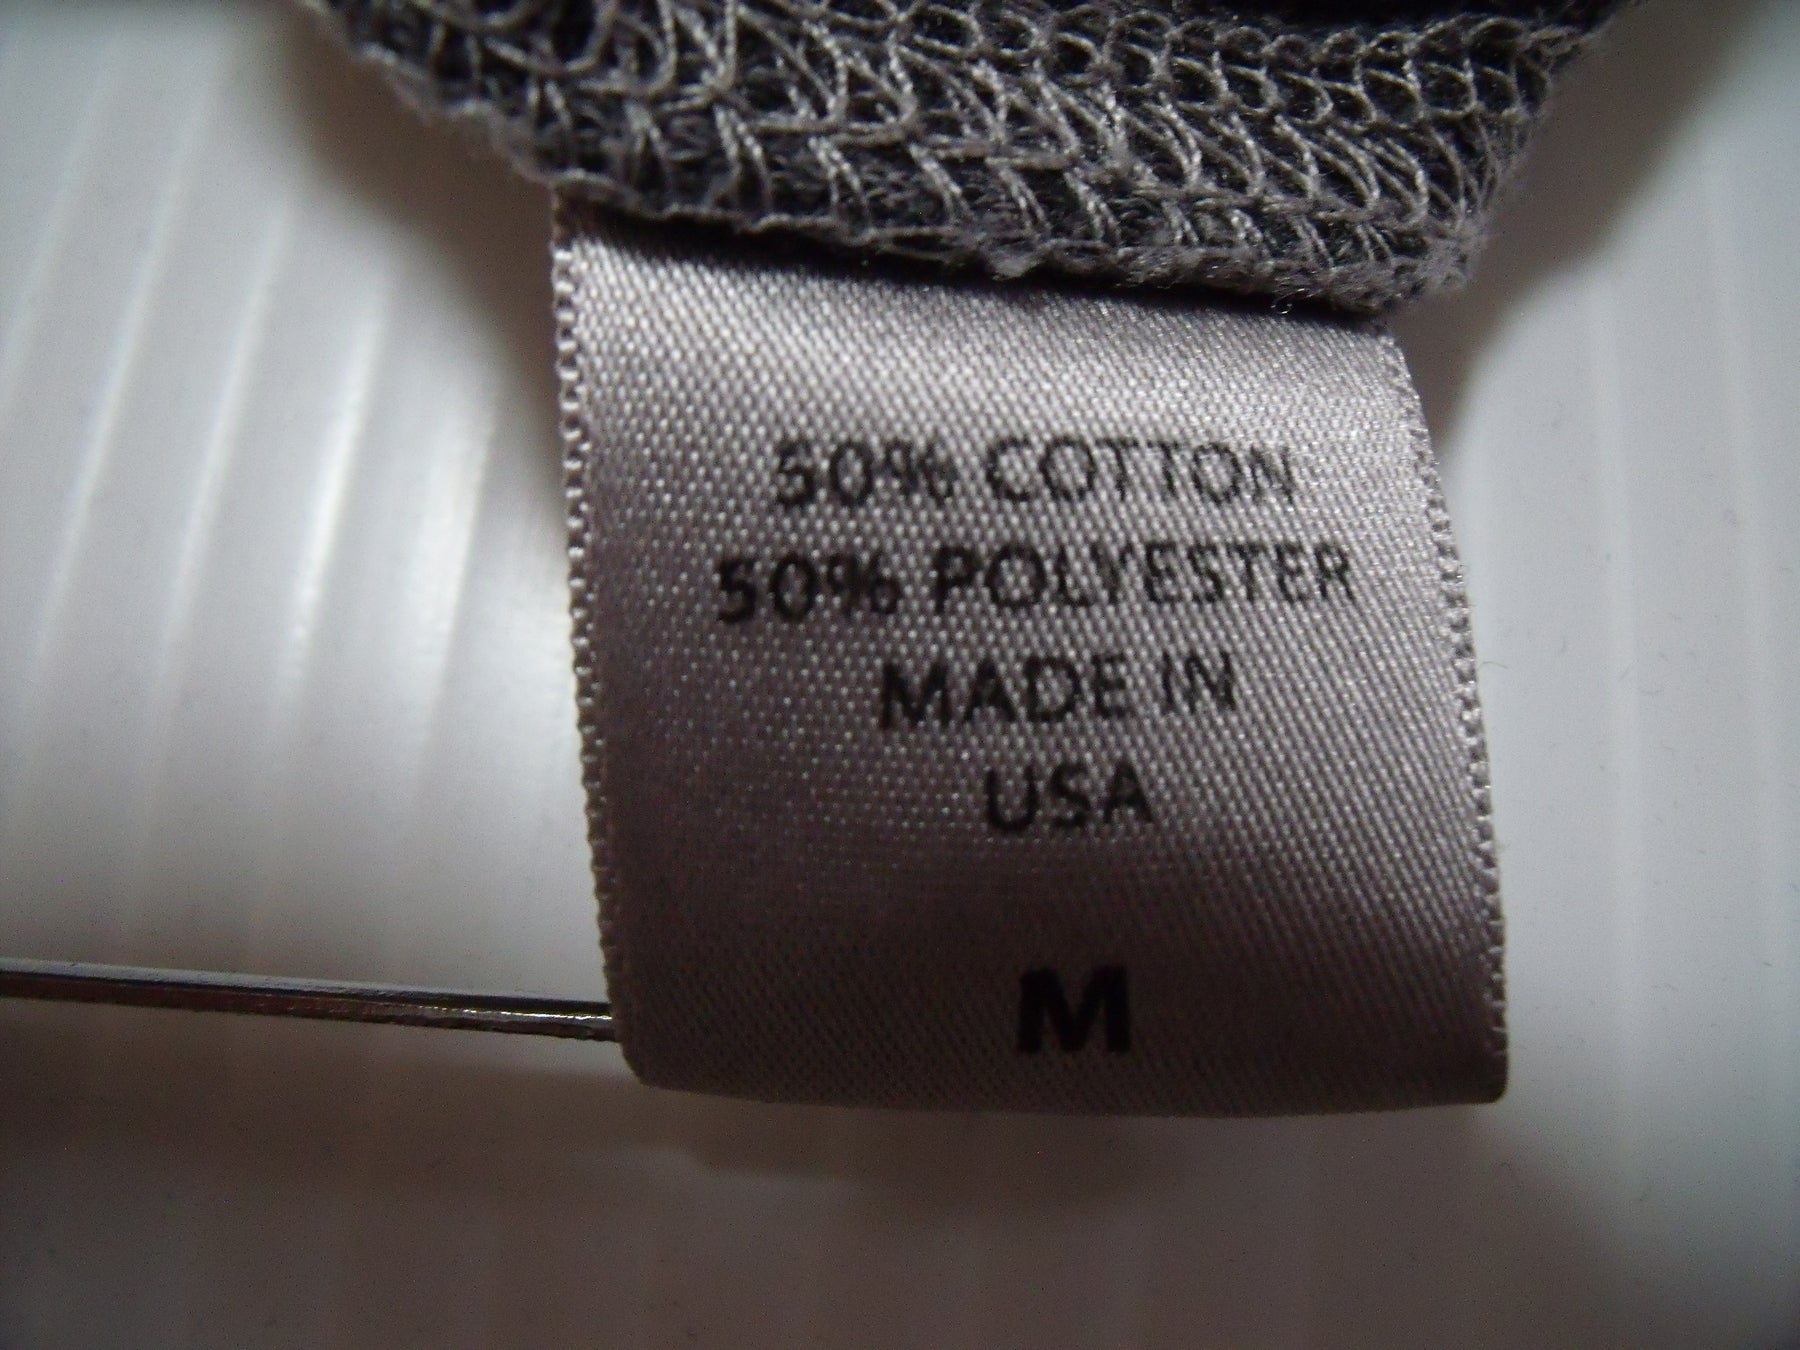 50% COTTON
50% POLYESTER
MADE IN
USA
M